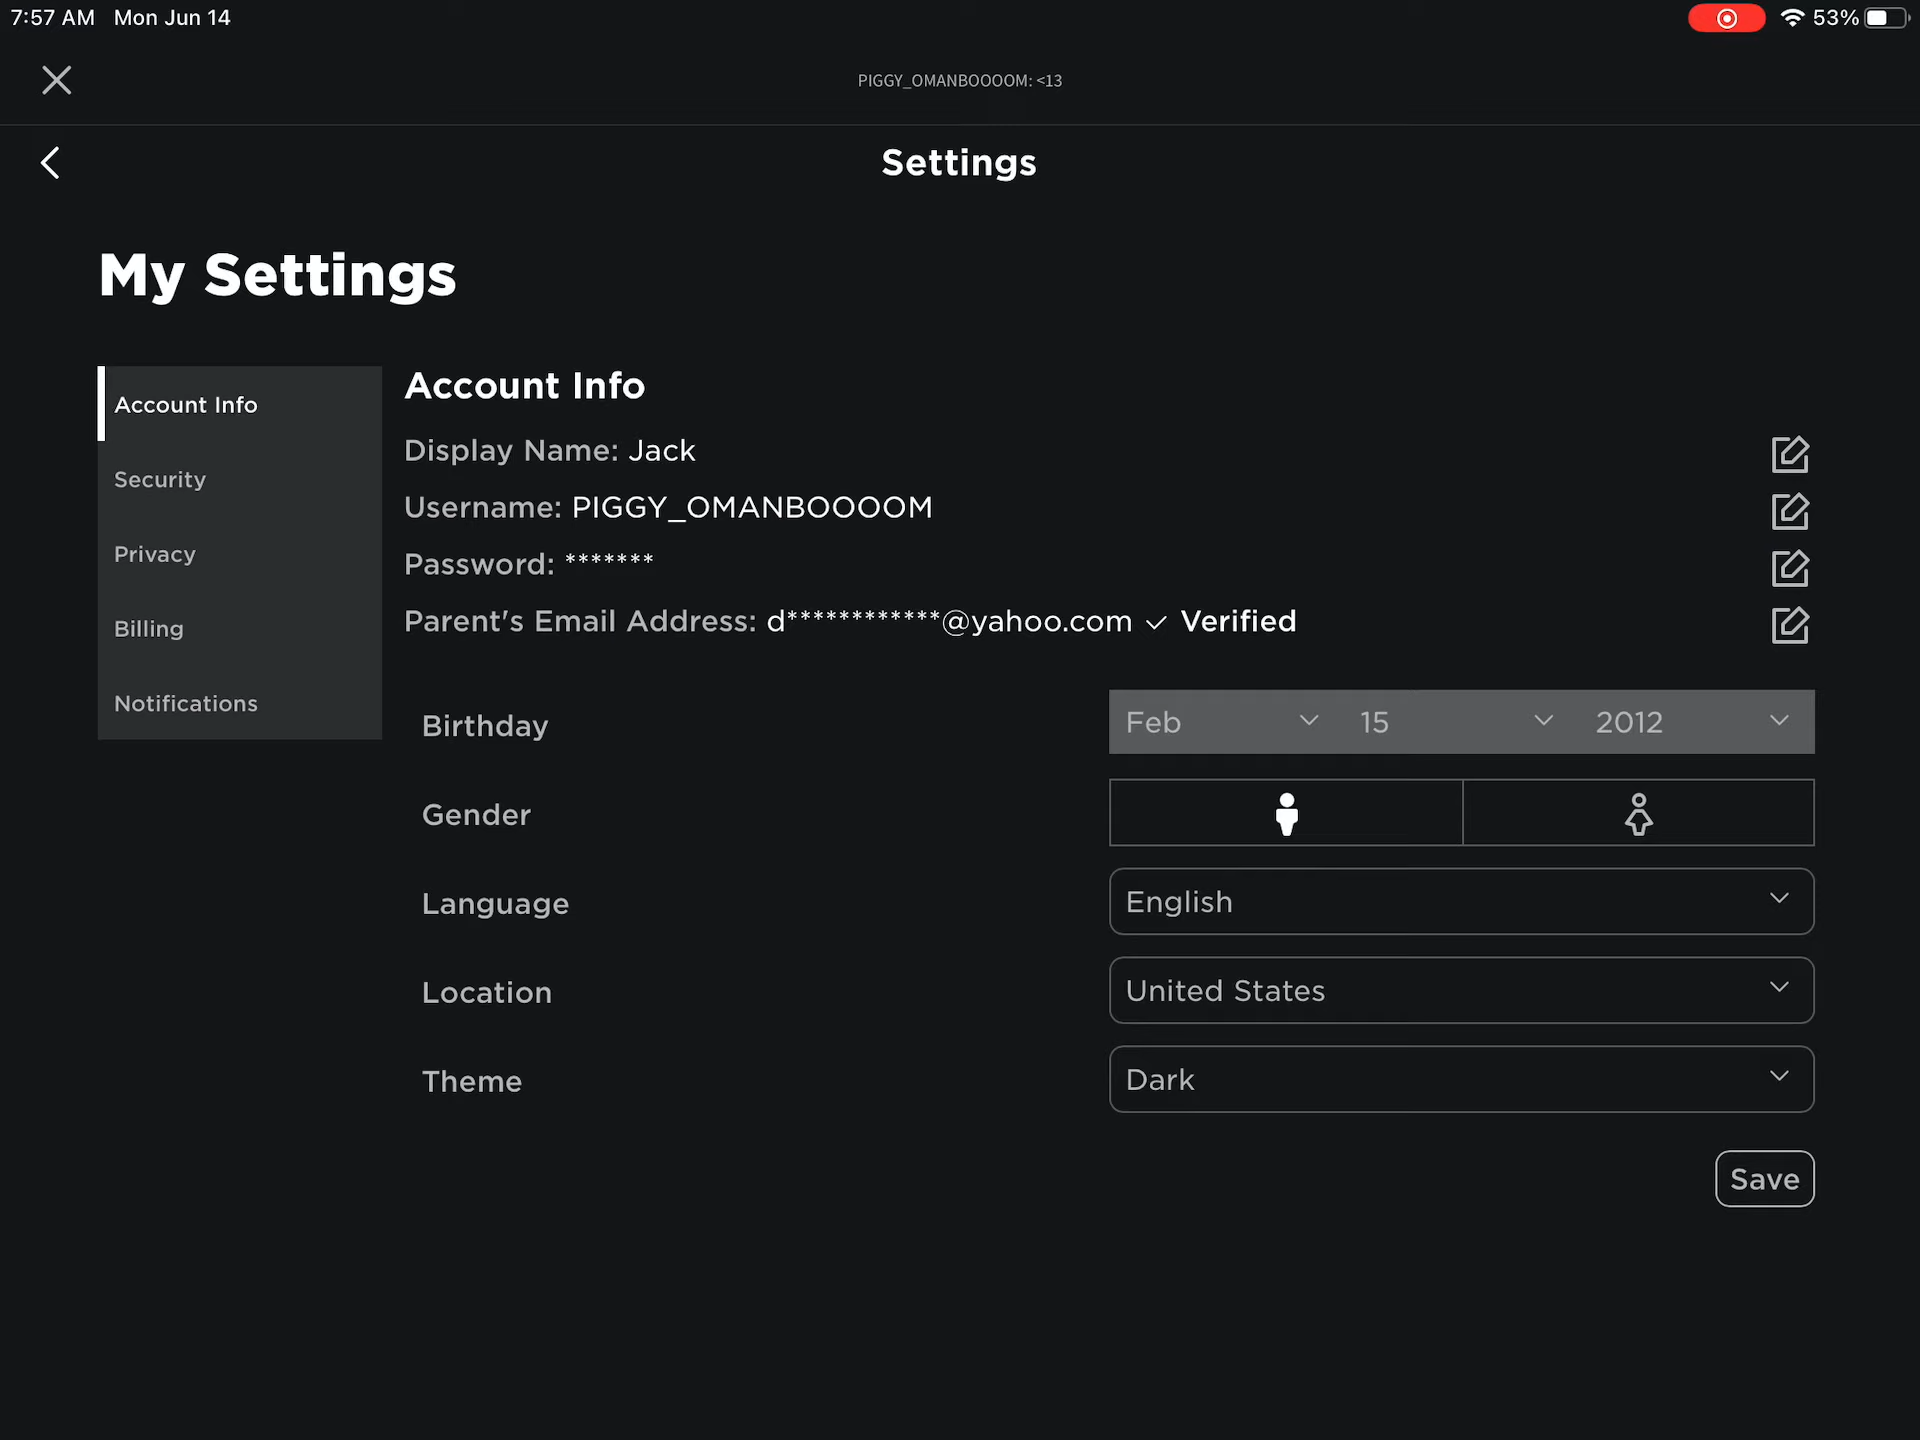 7:57 AM Mon Jun 14 53%
PIGGY_OMANBOOOOM: <13
Settings
My Settings
Account Info
Security
Privacy
Billing
Notifications
Account Info
Display Name: Jack
Username: PIGGY_OMANBOOOOM
Password: *******
Parent's Email Address: d************@yahoo.com ✓ Verified
Birthday Feb 15 2012
Gender
Language English
Location United States
Theme Dark
Save